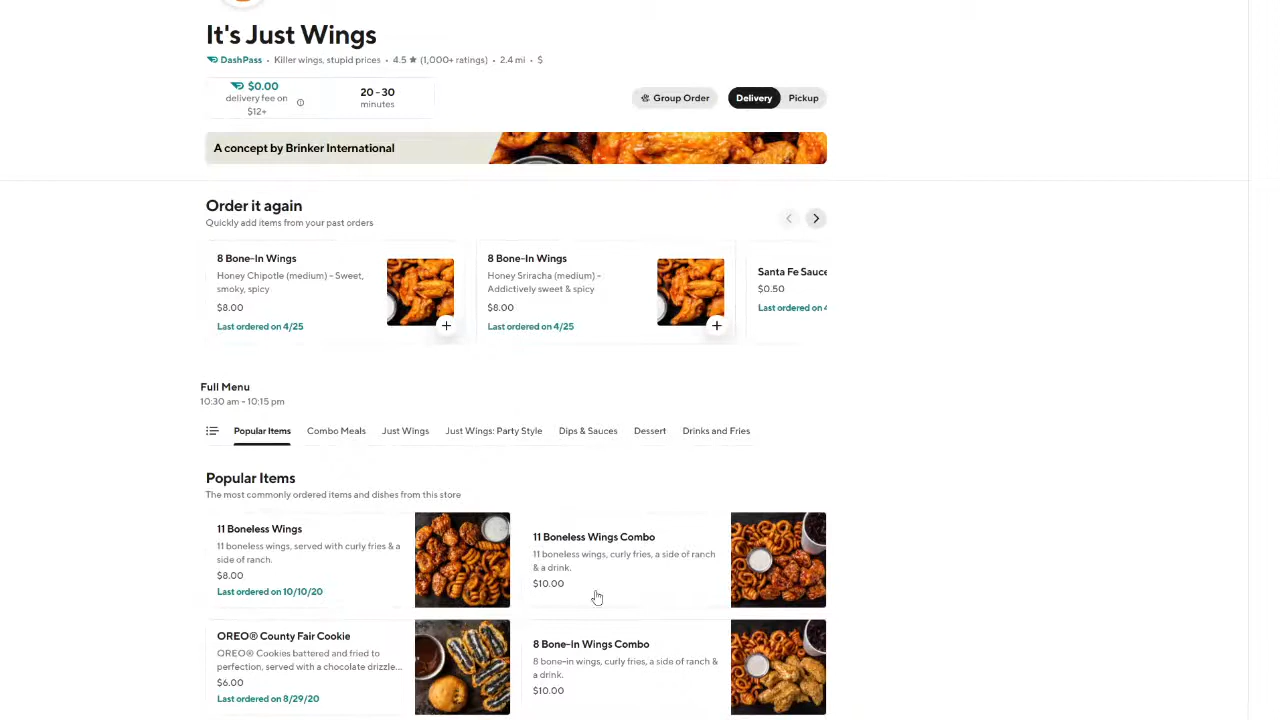 It's Just Wings
DashPass • Killer wings, stupid prices • 4.5 ★ (1,000+ ratings) • 2.4 mi • $
$0.00
delivery fee on
$12+
20 - 30
minutes
Group Order
Delivery
Pickup
A concept by Brinker International
Order it again
Quickly add items from your past orders
8 Bone-In Wings
Honey Chipotle (medium) - Sweet,
smoky, spicy
$8.00
Last ordered on 4/25
8 Bone-In Wings
Honey Sriracha (medium) -
Addictively sweet & spicy
$8.00
Last ordered on 4/25
Santa Fe Sauce
$0.50
Last ordered on 4
Full Menu
10:30 am - 10:15 pm
Popular Items
Combo Meals
Just Wings
Just Wings: Party Style
Dips & Sauces
Dessert
Drinks and Fries
Popular Items
The most commonly ordered items and dishes from this store
11 Boneless Wings
11 boneless wings, served with curly fries & a
side of ranch.
$8.00
Last ordered on 10/10/20
11 Boneless Wings Combo
11 boneless wings, curly fries, a side of ranch
& a drink.
$10.00
OREO® County Fair Cookie
OREO® Cookies battered and fried to
perfection, served with a chocolate drizzle...
$6.00
Last ordered on 8/29/20
8 Bone-In Wings Combo
8 bone-in wings, curly fries, a side of ranch &
a drink.
$10.00